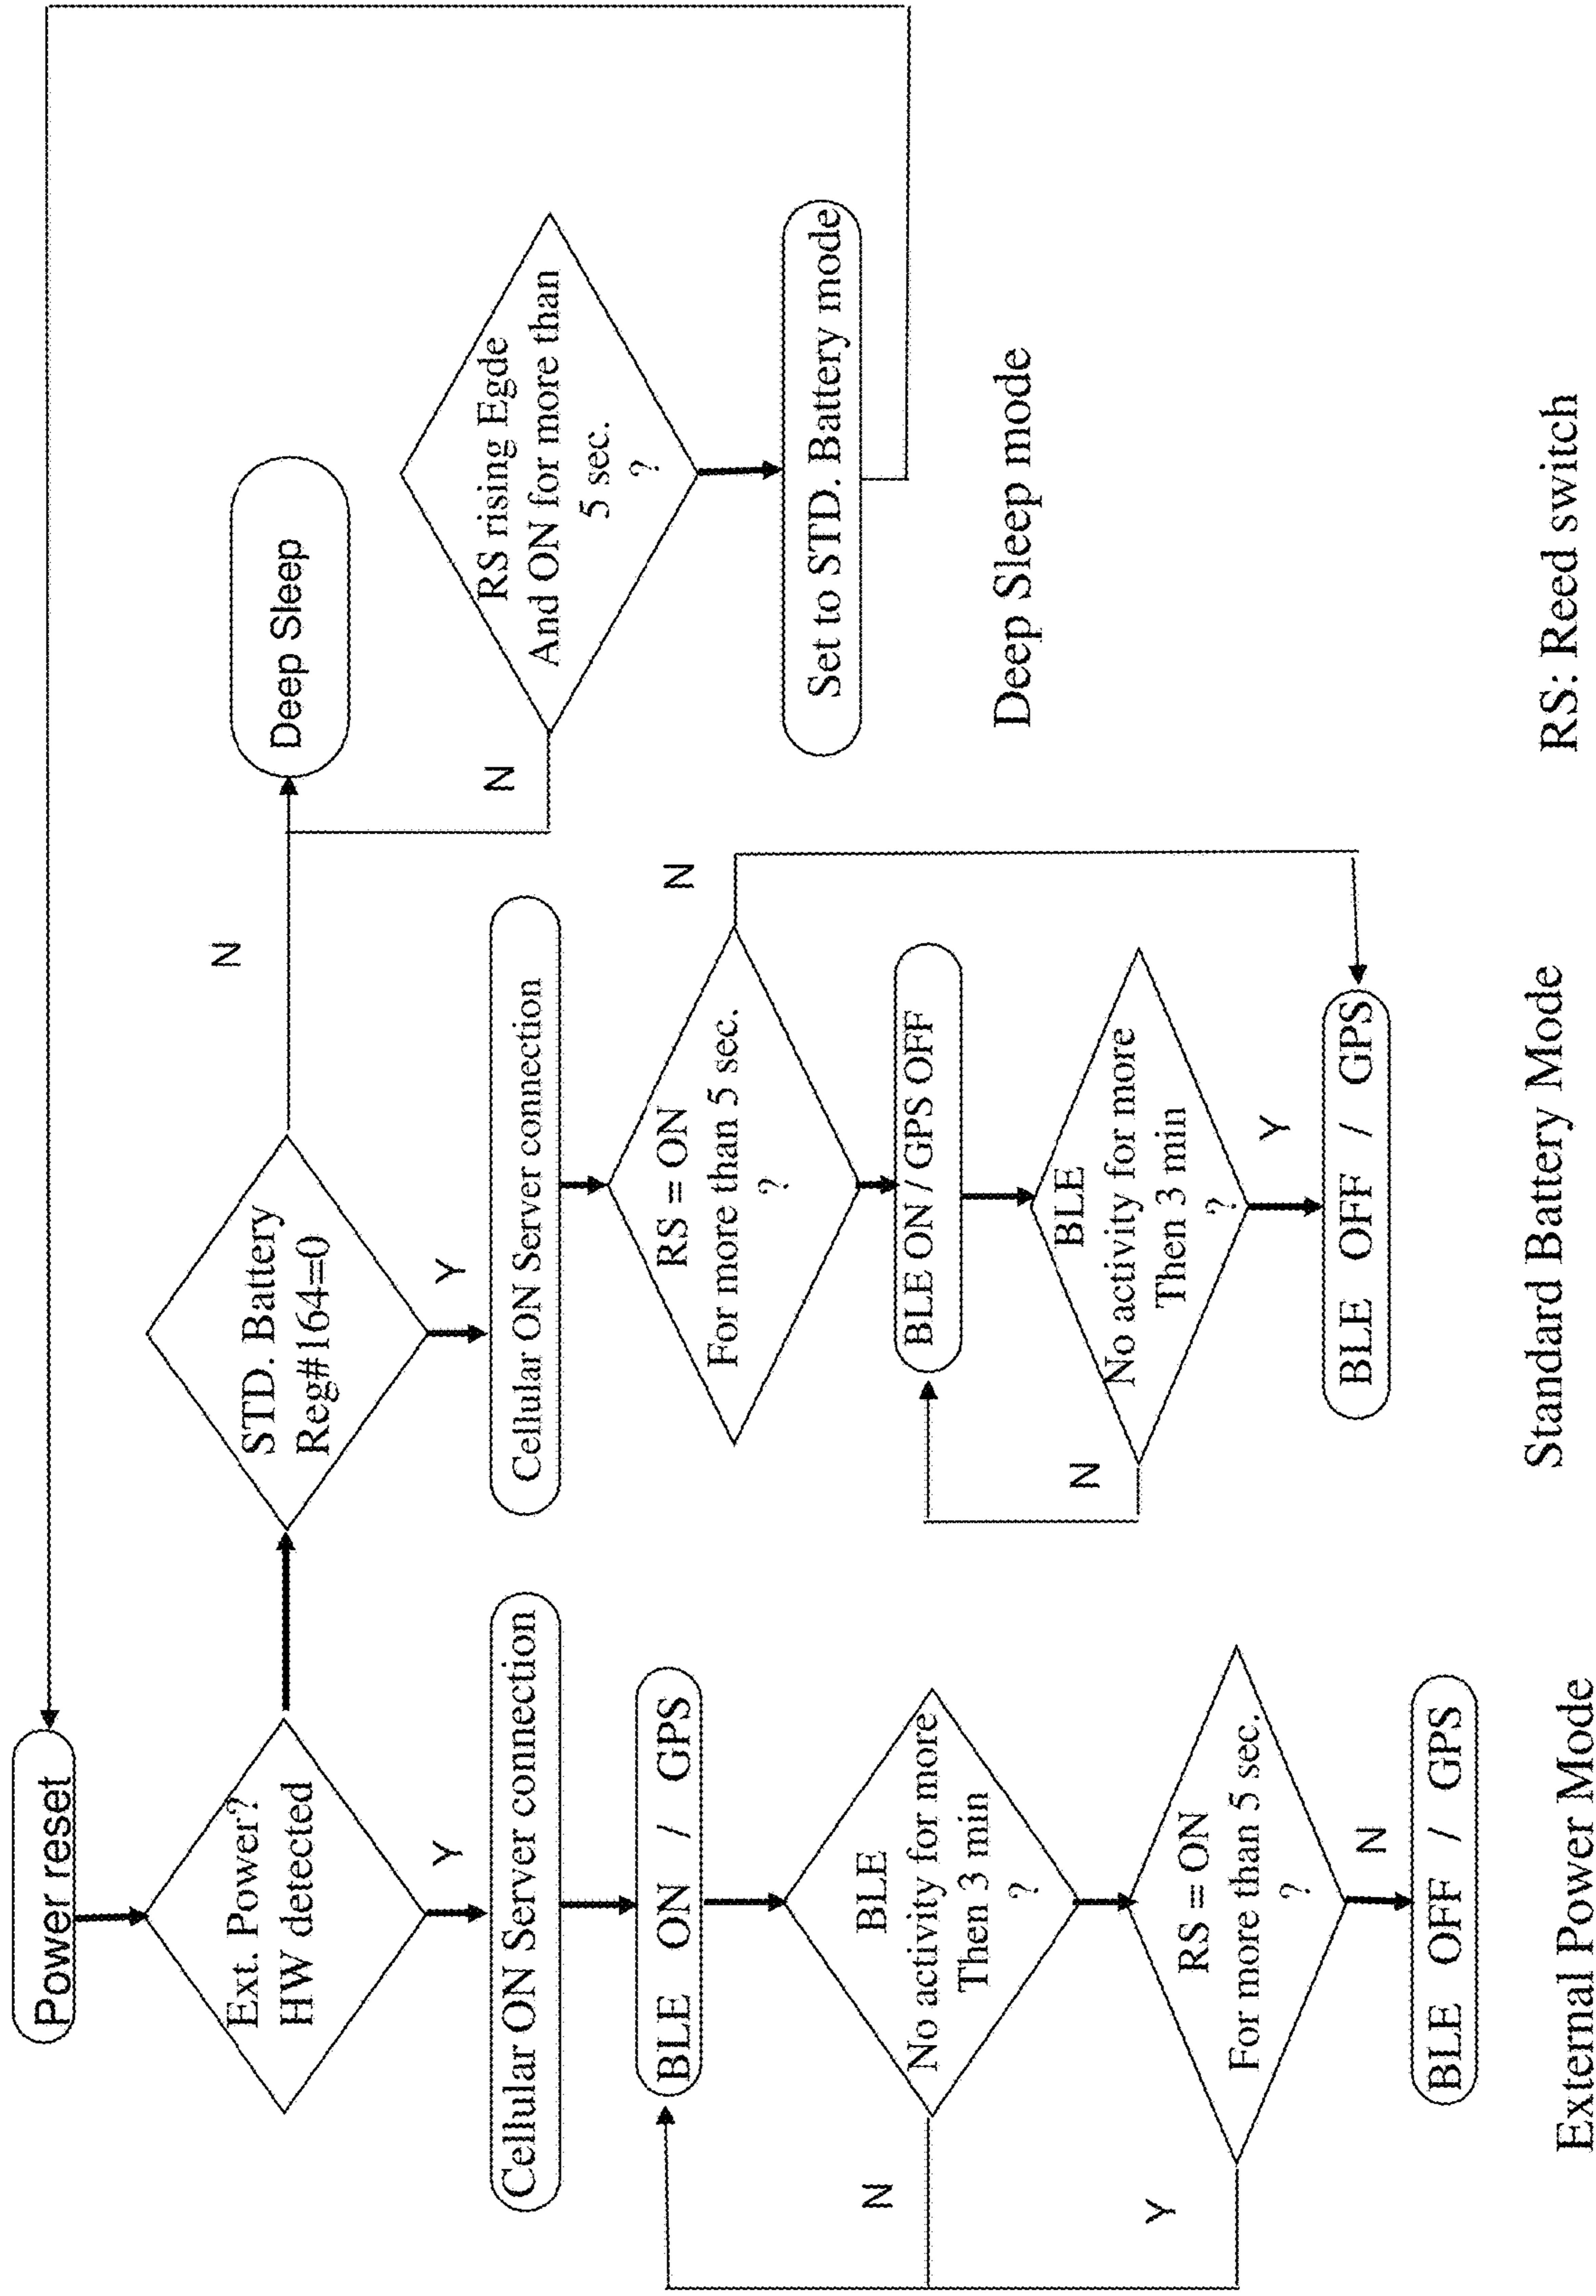 Power reset
Ext. Power?
HW detected
Y
Cellular ON Server connection
BLE ON / GPS
BLE
No activity for more
Then 3 min
?
N
RS = ON
For more than 5 sec.
?
Y
N
BLE OFF / GPS
External Power Mode
STD. Battery
Reg#164=0
N
Y
Cellular ON Server connection
RS = ON
For more than 5 sec.
?
N
BLE ON / GPS OFF
BLE
No activity for more
Then 3 min
?
N
Y
BLE OFF / GPS
Standard Battery Mode
Deep Sleep
N
RS rising Egde
And ON for more than
5 sec.
?
Set to STD. Battery mode
Deep Sleep mode
RS: Reed switch